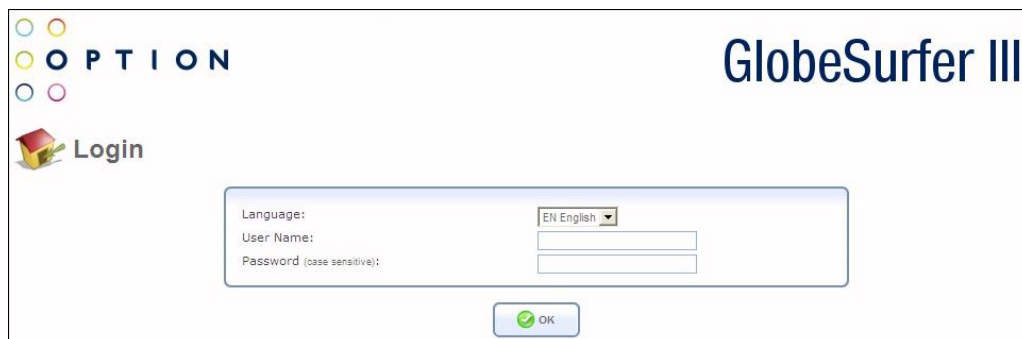 OPTION
GlobeSurfer III
Login
Language:
EN English
User Name:
Password (case sensitive):
OK